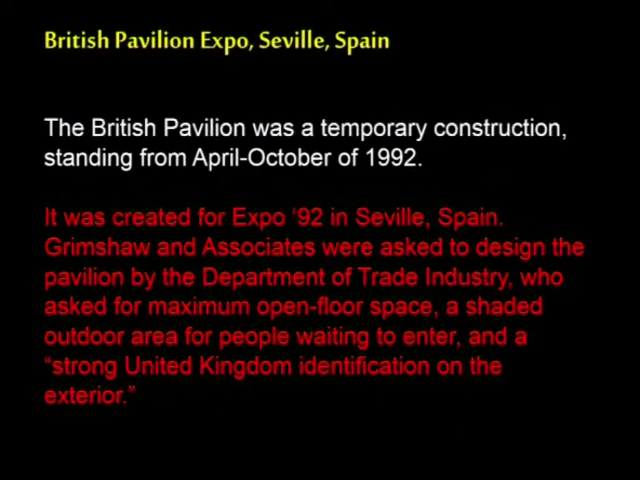 British Pavilion Expo, Seville, Spain
The British Pavilion was a temporary construction,
standing from April-October of 1992.
It was created for Expo ‘92 in Seville, Spain.
Grimshaw and Associates were asked to design the
pavilion by the Department of Trade Industry, who
asked for maximum open-floor space, a shaded
outdoor area for people waiting to enter, and a
“strong United Kingdom identification on the
exterior.”